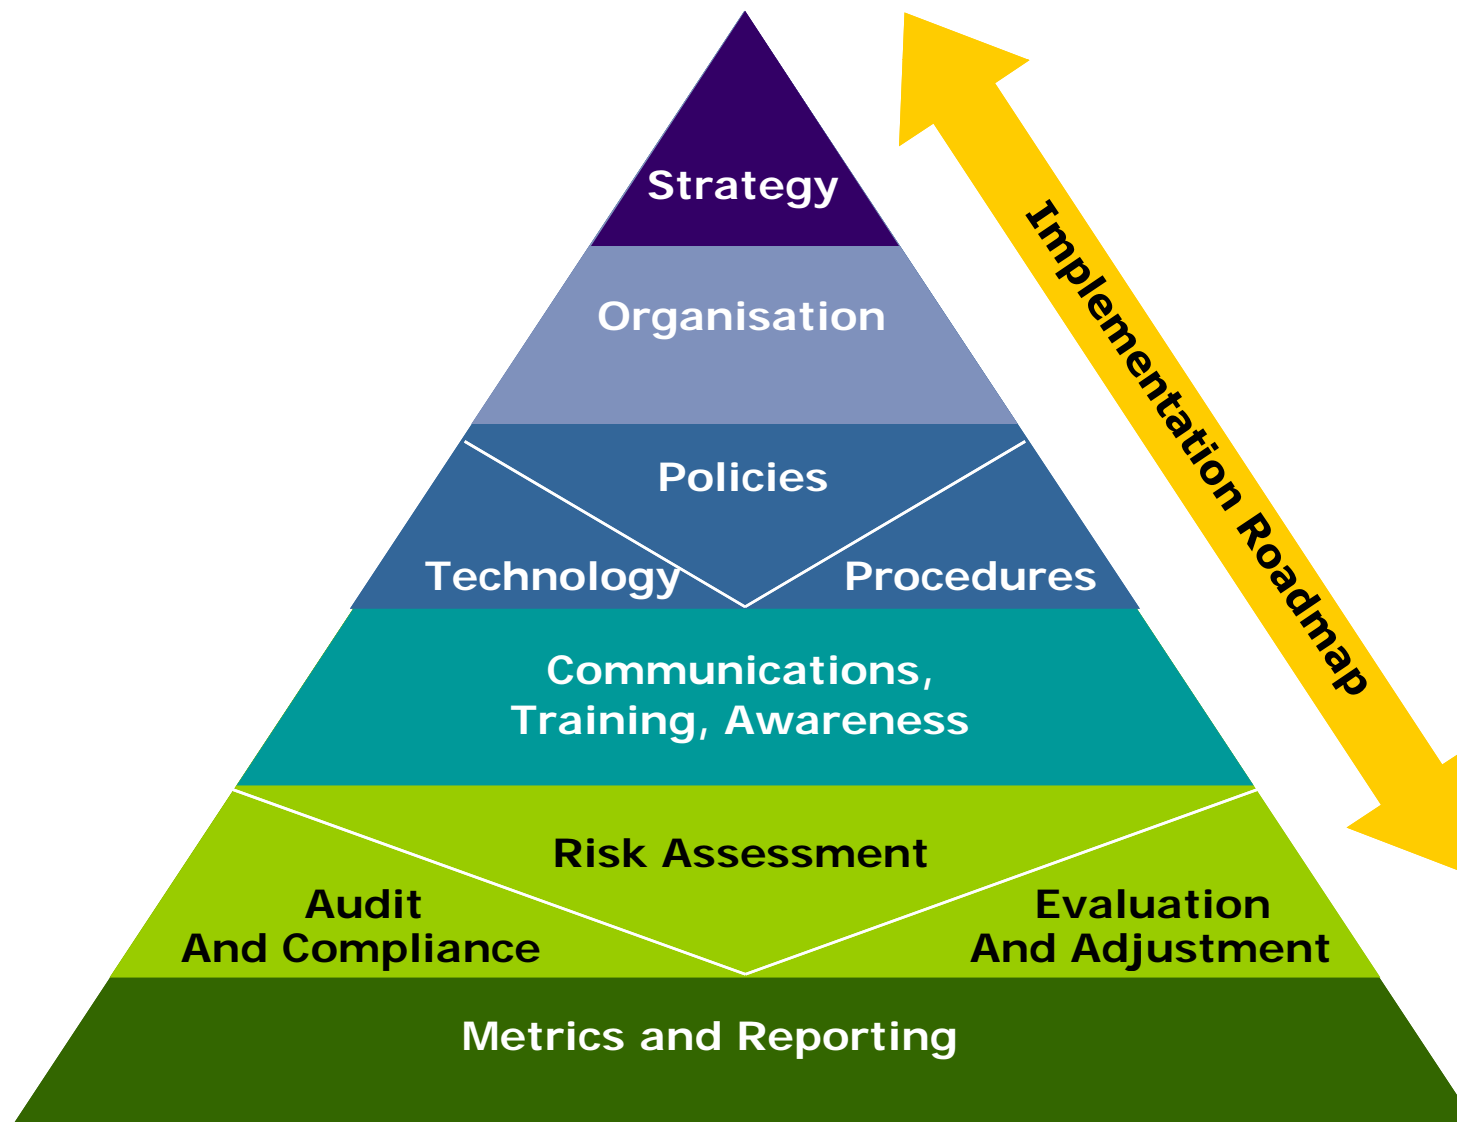 Strategy
Organisation
Policies
Technology
Procedures
Communications,
Training, Awareness
Risk Assessment
Audit
And Compliance
Evaluation
And Adjustment
Metrics and Reporting
Implementation Roadmap